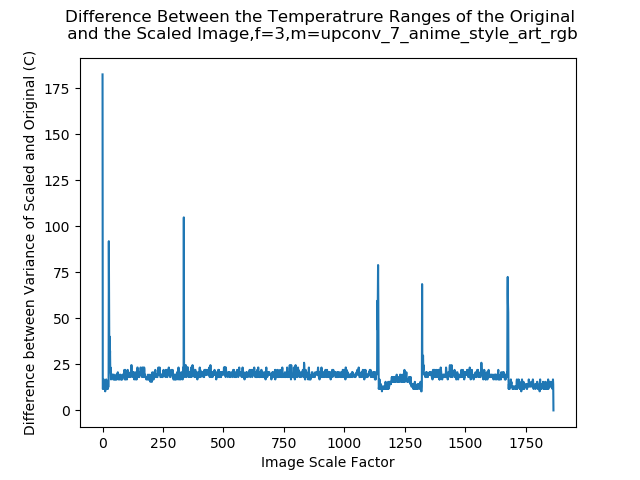 Difference Between the Temperatrure Ranges of the Original
and the Scaled Image,f=3,m=upconv_7_anime_style_art_rgb
Difference between Variance of Scaled and Original (C)
175
150
125
100
75
50
25
0
0 250 500 750 1000 1250 1500 1750
Image Scale Factor